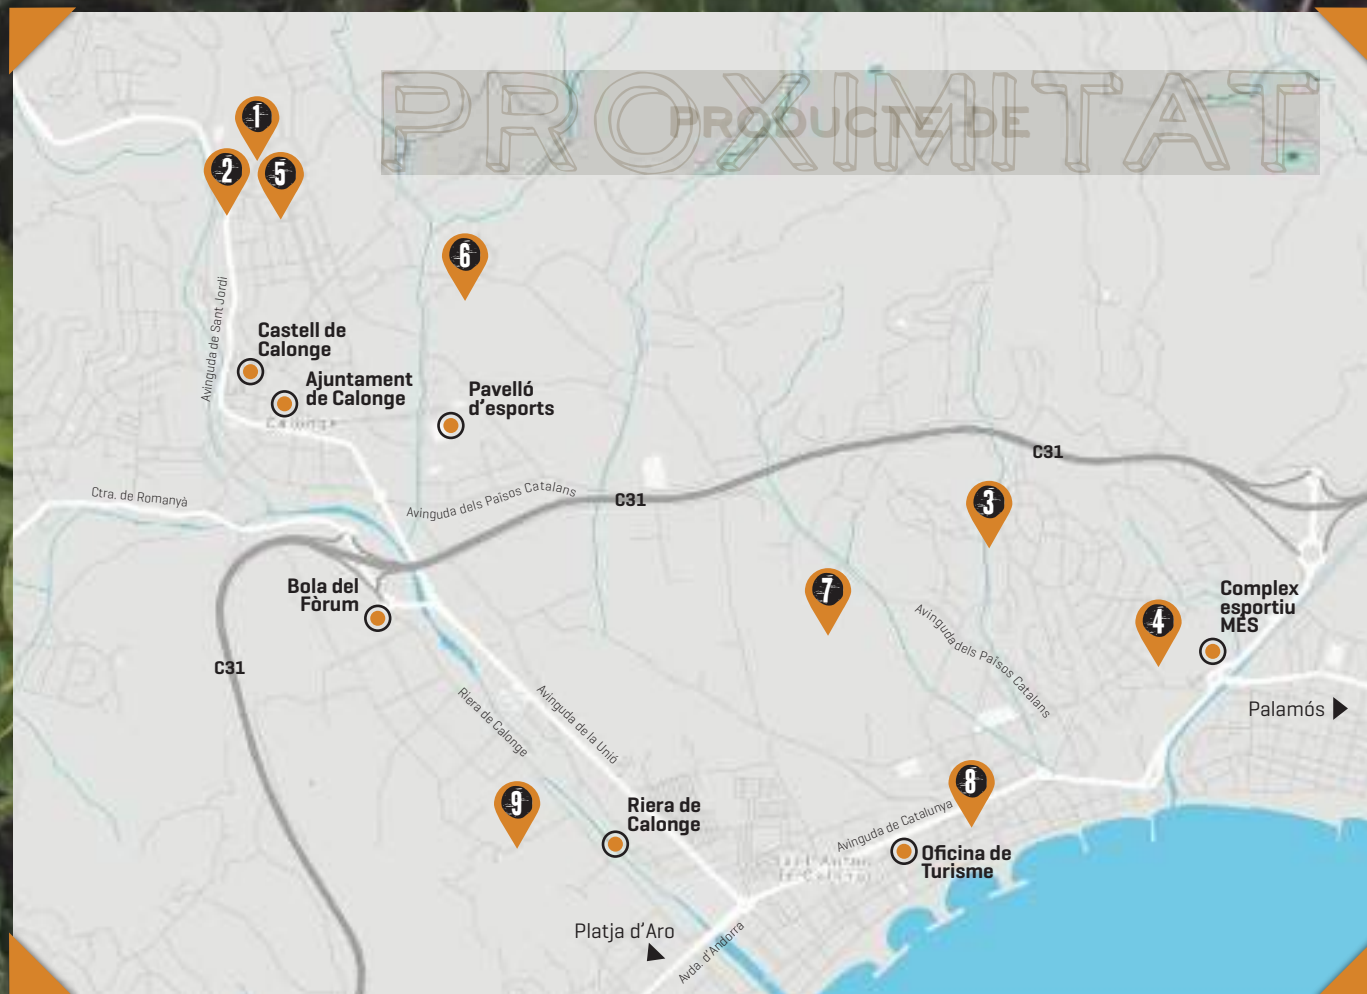 PROXIMITAT
PRODUCTE DE
1
2
5
6
Avinguda de Sant Jordi
Castell de
Calonge
Ajuntament
de Calonge
Pavelló
d'esports
Calonge
C31
Ctra. de Romanyà
Avinguda dels Països Catalans
C31
3
7
Bola del
Fòrum
Complex
esportiu
MES
4
Avinguda dels Països Catalans
C31
Palamós
Riera de Calonge
Avinguda de la Unió
8
9
Riera de
Calonge
Avinguda de Catalunya
Oficina de
Turisme
Platja d'Aro
Avda. d'Andorra